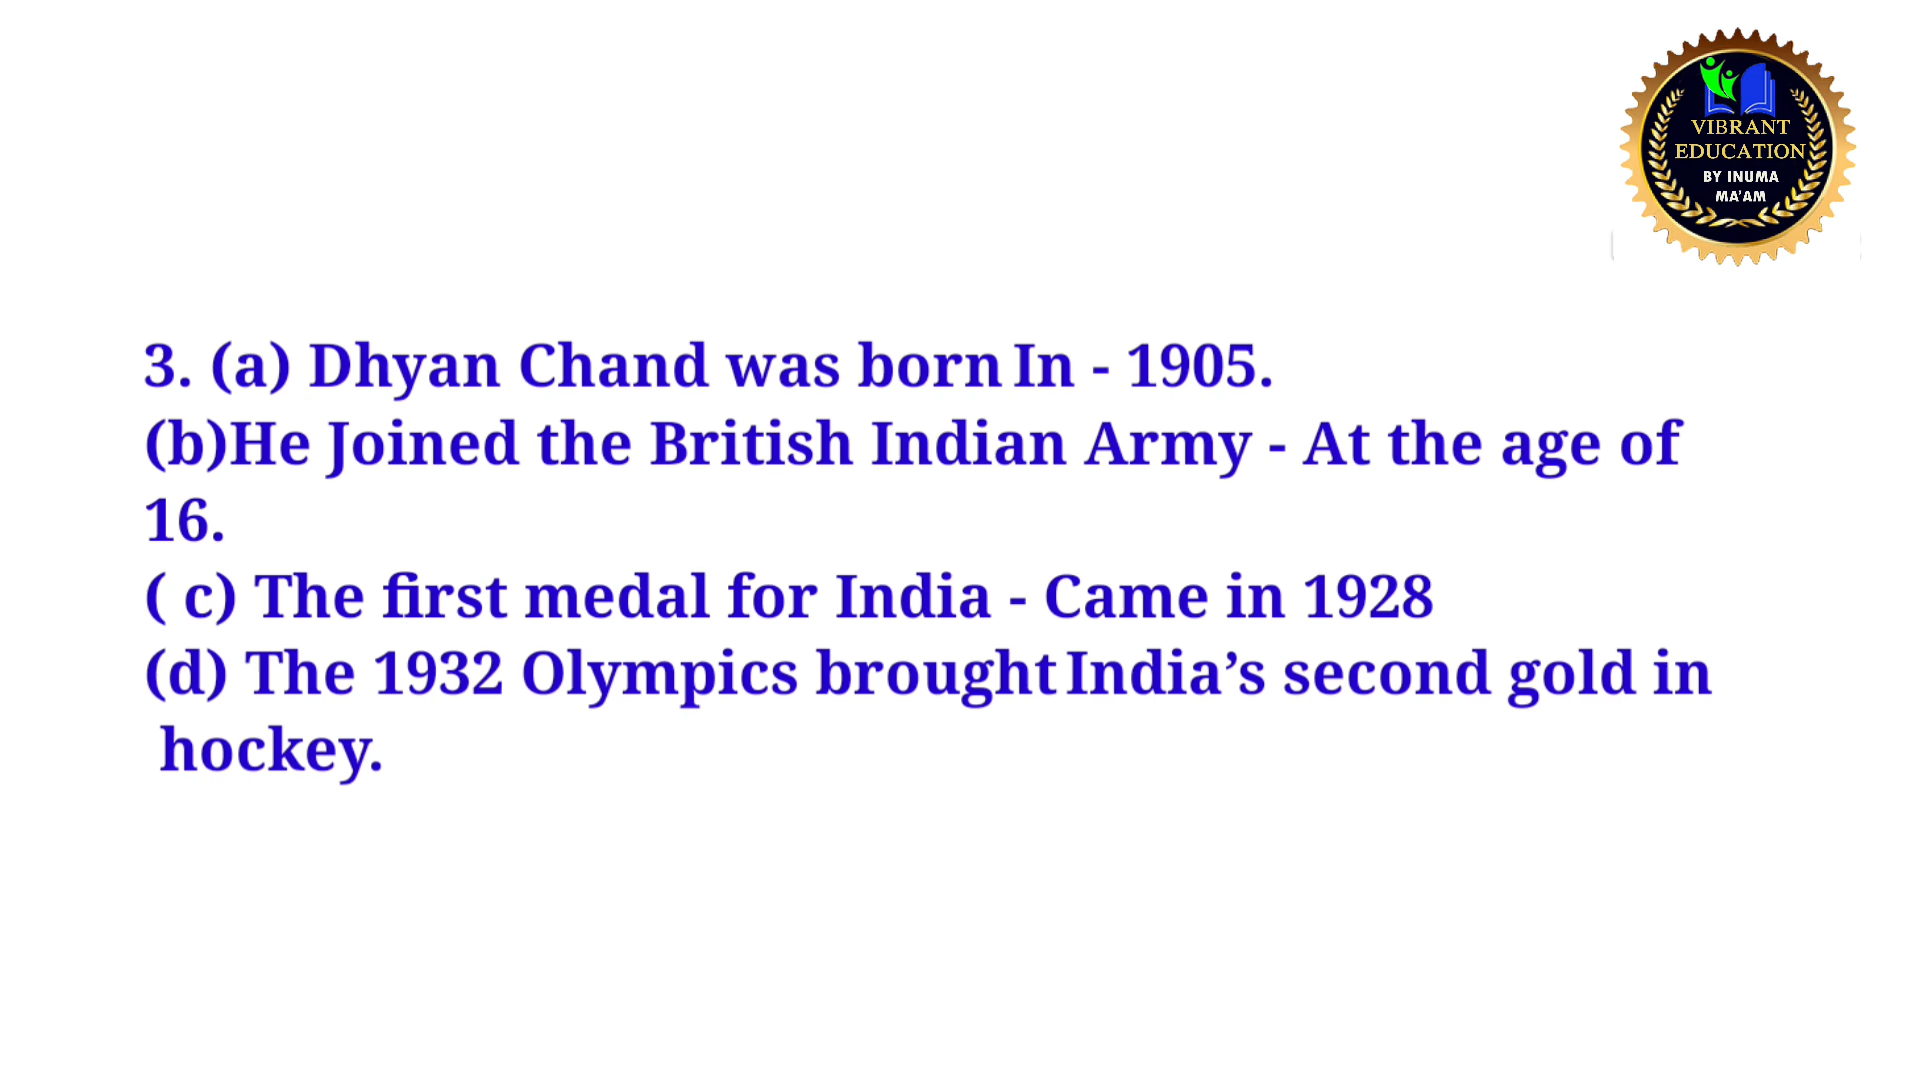 VIBRANT
EDUCATION
BY INUMA
MA'AM
3. (a) Dhyan Chand was born In - 1905.
(b)He Joined the British Indian Army - At the age of
16.
( c) The first medal for India - Came in 1928
(d) The 1932 Olympics brought India’s second gold in
hockey.